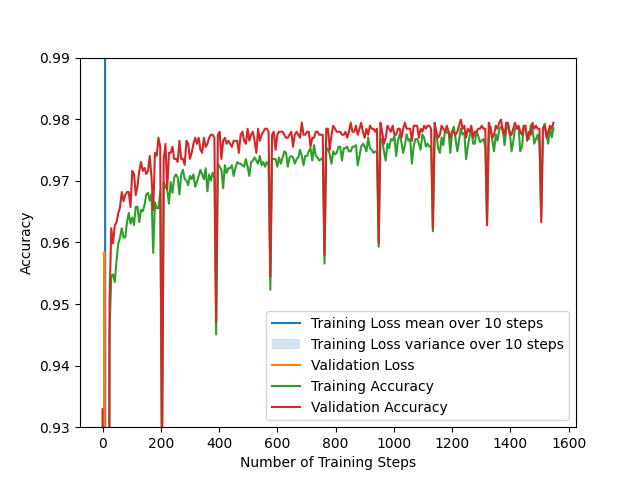 0.99
0.98
0.97
0.96
0.95
0.94
0.93
Accuracy
0 200 400 600 800 1000 1200 1400 1600
Number of Training Steps
Training Loss mean over 10 steps
Training Loss variance over 10 steps
Validation Loss
Training Accuracy
Validation Accuracy